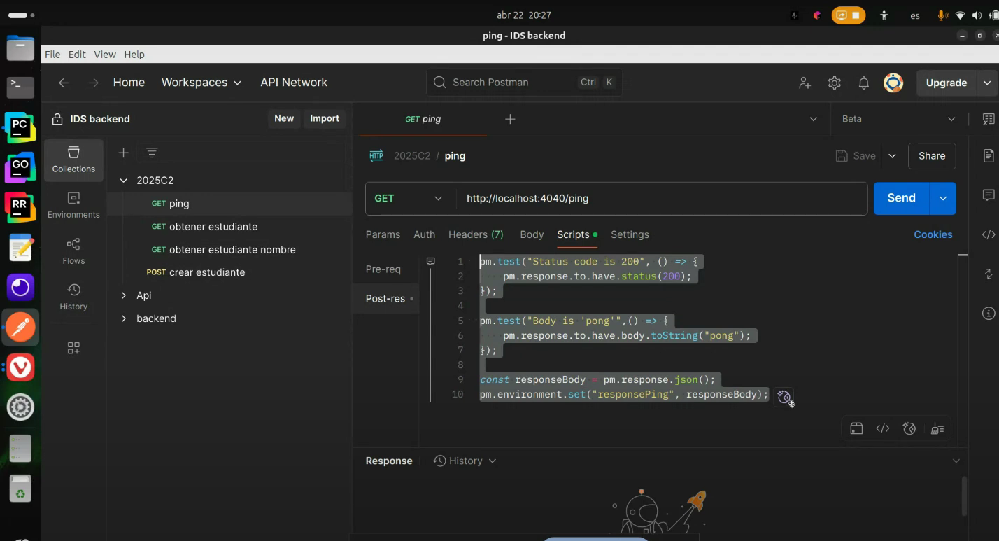 abr 22 20:27
es
ping - IDS backend
File Edit View Help
Home Workspaces API Network
Search Postman Ctrl K
Upgrade
IDS backend New Import
GET ping
Beta
Collections
2025C2 / ping
Save Share
2025C2
GET ping
GET http://localhost:4040/ping Send
Environments
GET obtener estudiante
Params Auth Headers (7) Body Scripts Settings Cookies
GET obtener estudiante nombre
Flows
POST crear estudiante
Pre-req
Post-res
Api
History
backend
1 pm.test("Status code is 200", () => {
2 pm.response.to.have.status(200);
3 });
4
5 pm.test("Body is 'pong'",() => {
6 pm.response.to.have.body.toString("pong");
7 });
8
9 const responseBody = pm.response.json();
10 pm.environment.set("responsePing", responseBody);
Response History
PC
GO
RR
HTTP